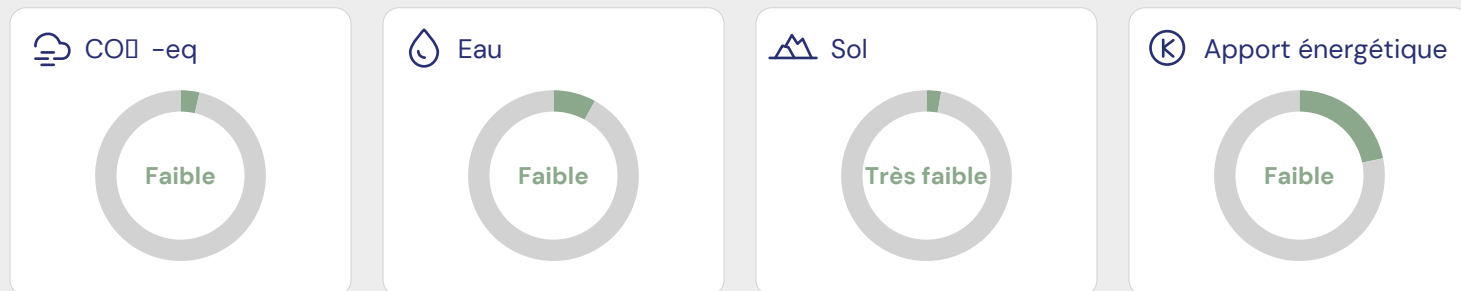 CO▯ -eq
Faible
Eau
Faible
Sol
Très faible
Apport énergétique
Faible